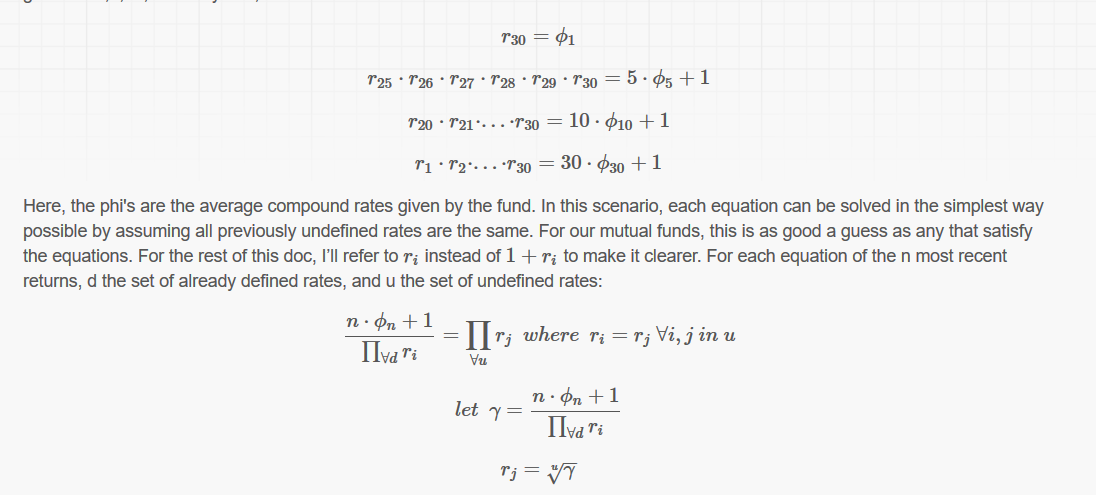 r₃₀ = ϕ₁
r₂₅ · r₂₆ · r₂₇ · r₂₈ · r₂₉ · r₃₀ = 5 · ϕ₅ + 1
r₂₀ · r₂₁ · . . . · r₃₀ = 10 · ϕ₁₀ + 1
r₁ · r₂ · . . . · r₃₀ = 30 · ϕ₃₀ + 1
Here, the phi's are the average compound rates given by the fund. In this scenario, each equation can be solved in the simplest way
possible by assuming all previously undefined rates are the same. For our mutual funds, this is as good a guess as any that satisfy
the equations. For the rest of this doc, I’ll refer to rᵢ instead of 1 + rᵢ to make it clearer. For each equation of the n most recent
returns, d the set of already defined rates, and u the set of undefined rates:
(n · ϕₙ + 1) / (∏∀d rᵢ) = ∏∀u rⱼ where rᵢ = rⱼ ∀i, j in u
let γ = (n · ϕₙ + 1) / (∏∀d rᵢ)
rⱼ = ᵘ√γ